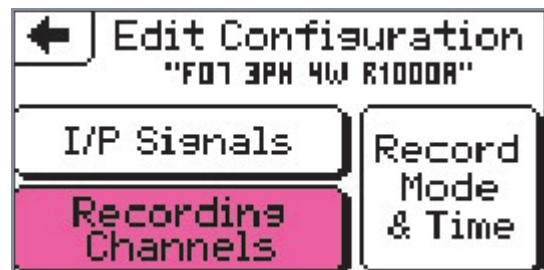 Edit Configuration
"F07 3PH 4W R1000A"
I/P Signals
Recording
Channels
Record
Mode
& Time